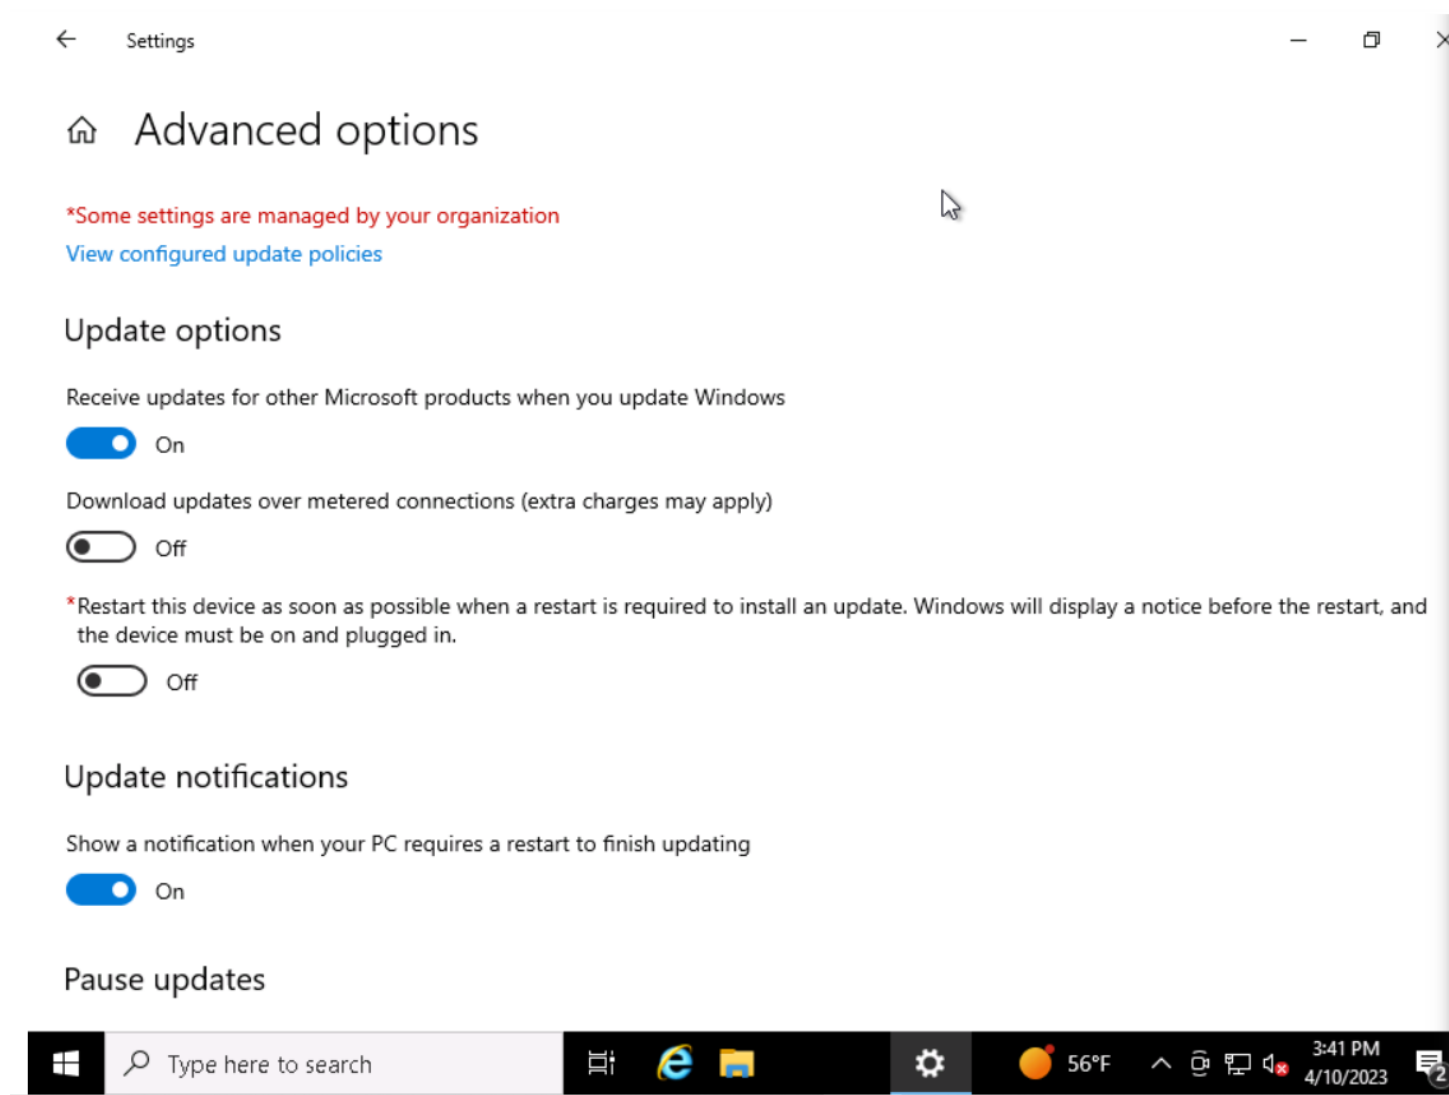 Settings
Advanced options
*Some settings are managed by your organization
View configured update policies
Update options
Receive updates for other Microsoft products when you update Windows
On
Download updates over metered connections (extra charges may apply)
Off
*Restart this device as soon as possible when a restart is required to install an update. Windows will display a notice before the restart, and
the device must be on and plugged in.
Off
Update notifications
Show a notification when your PC requires a restart to finish updating
On
Pause updates
Type here to search
56°F
3:41 PM
4/10/2023
2